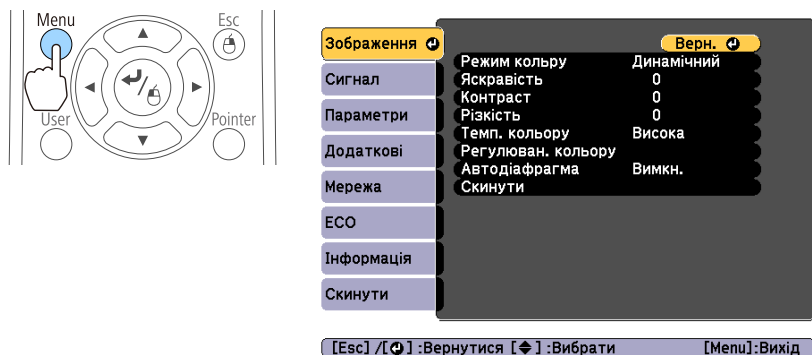 Menu
Esc
User
Pointer
Зображення
Сигнал
Параметри
Додаткові
Мережа
ECO
Інформація
Скинути
Верн.
Режим кольру Динамічний
Яскравість 0
Контраст 0
Різкість 0
Темп. кольору Висока
Регулюван. кольору
Автодіафрагма Вимкн.
Скинути
[Esc] /[ ] :Вернутися [ ] :Вибрати [Menu]:Вихід